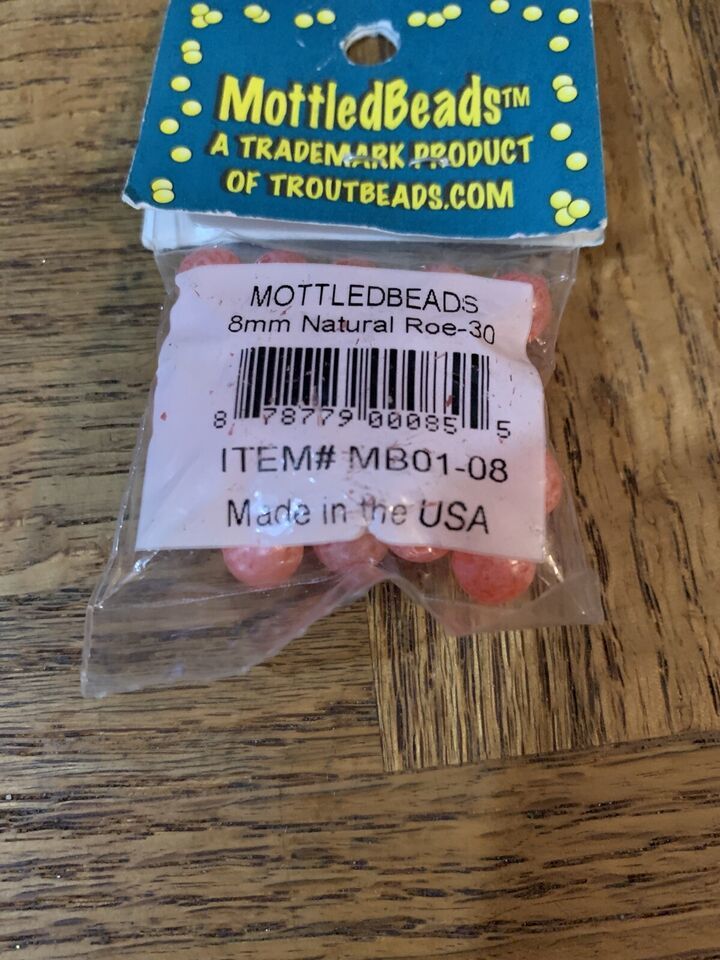 MottledBeads™
A TRADEMARK PRODUCT
OF TROUTBEADS.COM
MOTTLEDBEADS
8mm Natural Roe-30
8 78779 00085 5
ITEM# MB01-08
Made in the USA